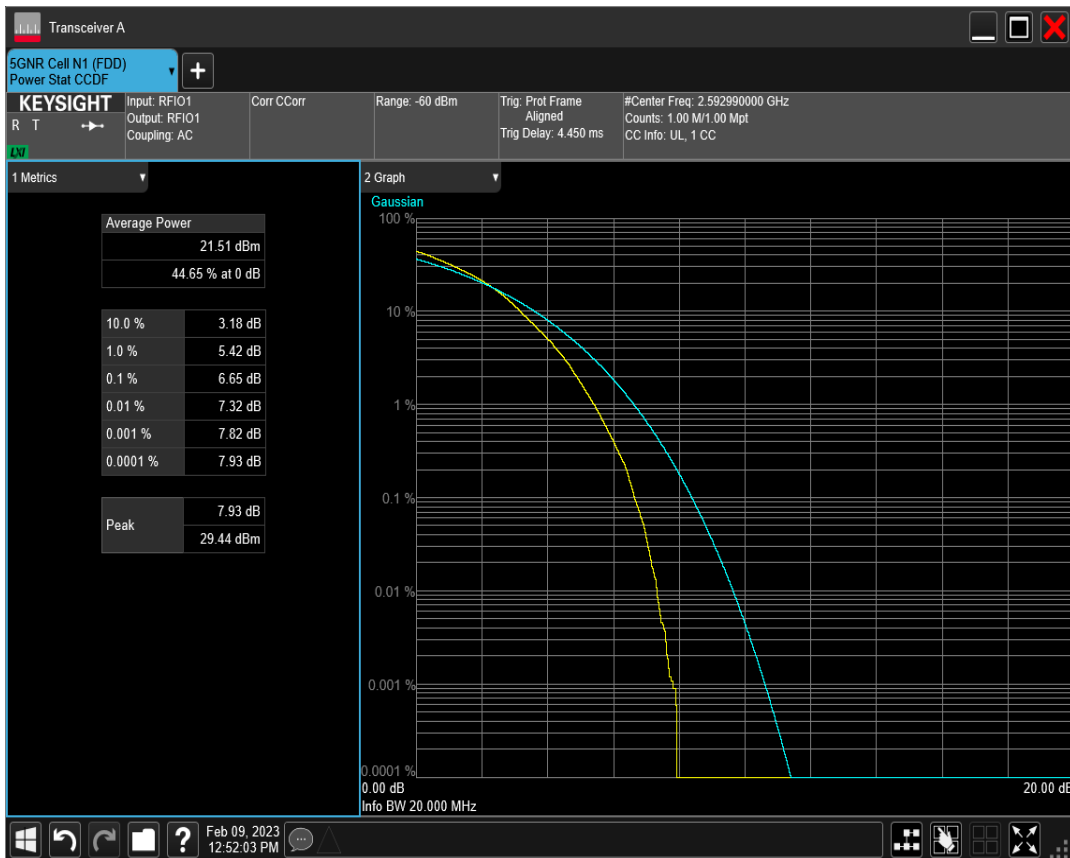 Transceiver A
5GNR Cell N1 (FDD)
Power Stat CCDF
KEYSIGHT
R T
LXI
Input: RFIO1
Output: RFIO1
Coupling: AC
Corr CCorr
Range: -60 dBm
Trig: Prot Frame
Aligned
Trig Delay: 4.450 ms
#Center Freq: 2.592990000 GHz
Counts: 1.00 M/1.00 Mpt
CC Info: UL, 1 CC
1 Metrics
Average Power
21.51 dBm
44.65 % at 0 dB
10.0 % 3.18 dB
1.0 % 5.42 dB
0.1 % 6.65 dB
0.01 % 7.32 dB
0.001 % 7.82 dB
0.0001 % 7.93 dB
Peak
7.93 dB
29.44 dBm
2 Graph
Gaussian
100 %
10 %
1 %
0.1 %
0.01 %
0.001 %
0.0001 %
0.00 dB 20.00 dB
Info BW 20.000 MHz
?
Feb 09, 2023
12:52:03 PM